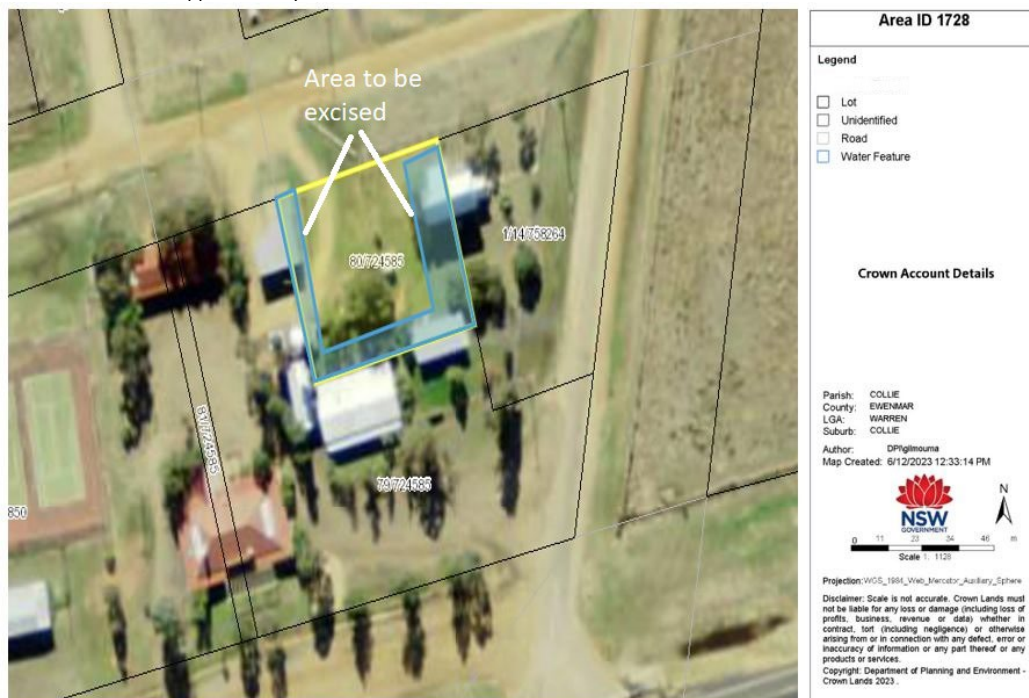 Area to be
excised
80/724585
1/14/758264
81/7/724585
79/724585
850
Area ID 1728
Legend
Lot
Unidentified
Road
Water Feature
Crown Account Details
Parish: COLLIE
County: EWENMAR
LGA: WARREN
Suburb: COLLIE
Author: DPI\gilmouma
Map Created: 6/12/2023 12:33:14 PM
NSW
GOVERNMENT
N
0 11 23 34 46 m
Scale 1: 1128
Projection: WGS_1984_Web_Mercator_Auxiliary_Sphere
Disclaimer: Scale is not accurate. Crown Lands must
not be liable for any loss or damage (including loss of
profits, business, revenue or data) whether in
contract, tort (including negligence) or otherwise
arising from or in connection with any defect, error or
inaccuracy of information or any part thereof or any
products or services.
Copyright: Department of Planning and Environment -
Crown Lands 2023 .